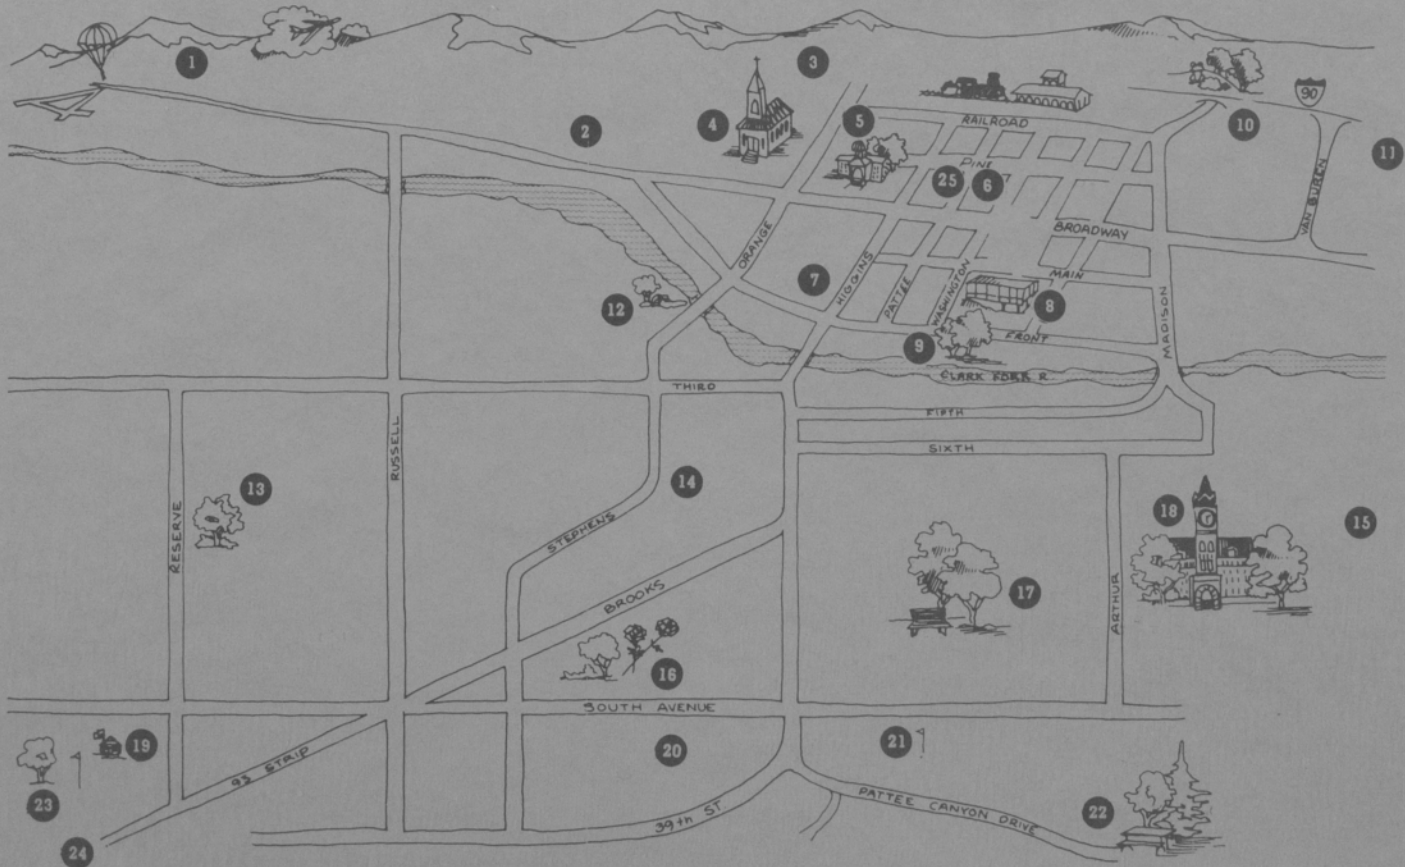 1
3
90
4
5
2
10
11
RAILROAD
PINE
25
6
VAN BUREN
BROADWAY
ORANGE
HIGGINS
7
PATTEE
WASHINGTON
MAIN
12
8
MADISON
9
FRONT
CLARK FORK R.
THIRD
FIFTH
SIXTH
RUSSELL
13
14
18
15
RESERVE
STEPHENS
BROOKS
17
ARTHUR
16
SOUTH AVENUE
19
20
21
93 STRIP
23
39th ST
PATTEE CANYON DRIVE
22
24